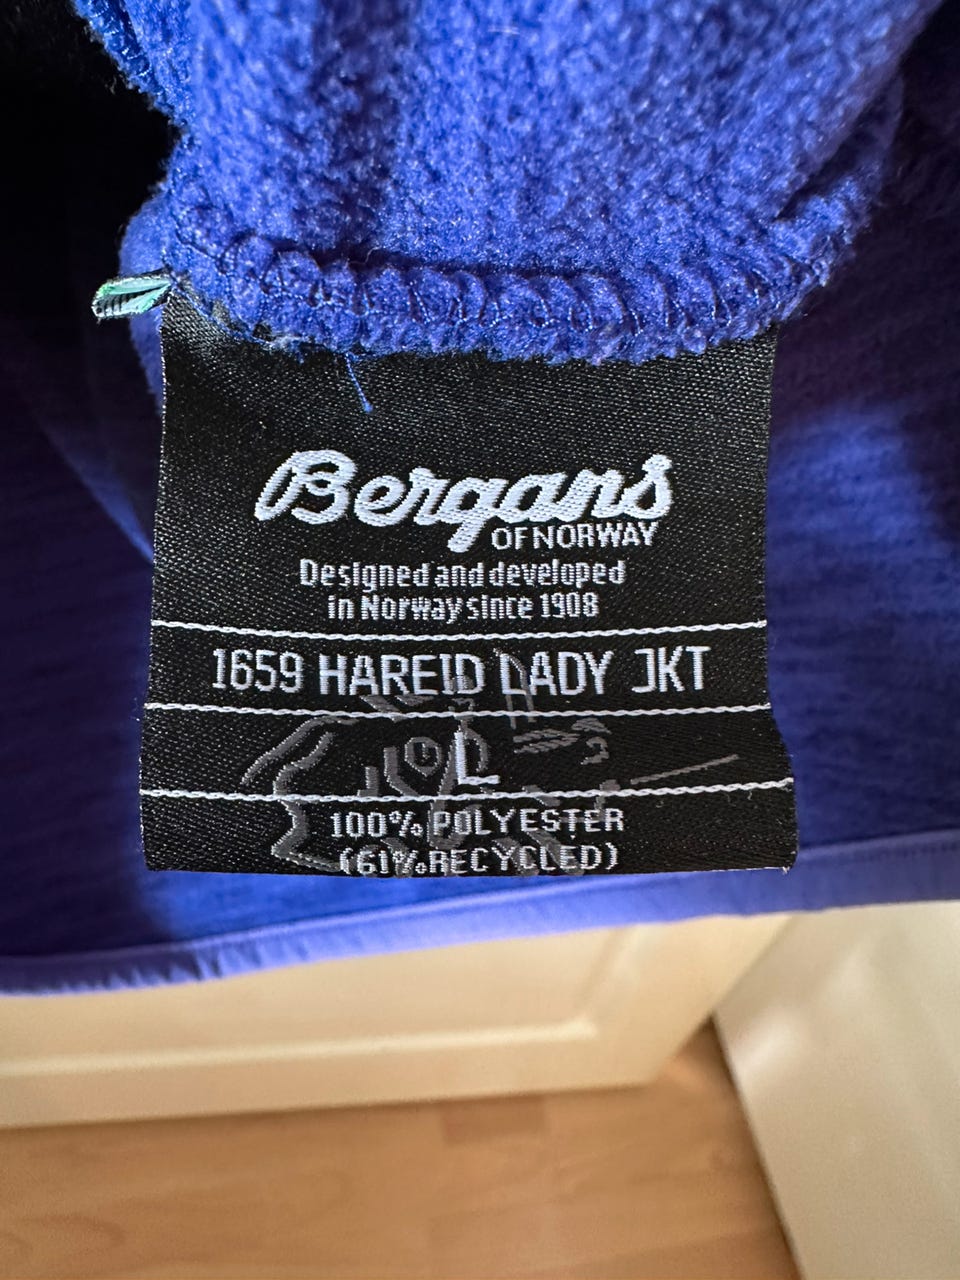 Bergans
OF NORWAY
Designed and developed
in Norway since 1908
1659 HAREID LADY JKT
L
100% POLYESTER
(61% RECYCLED)